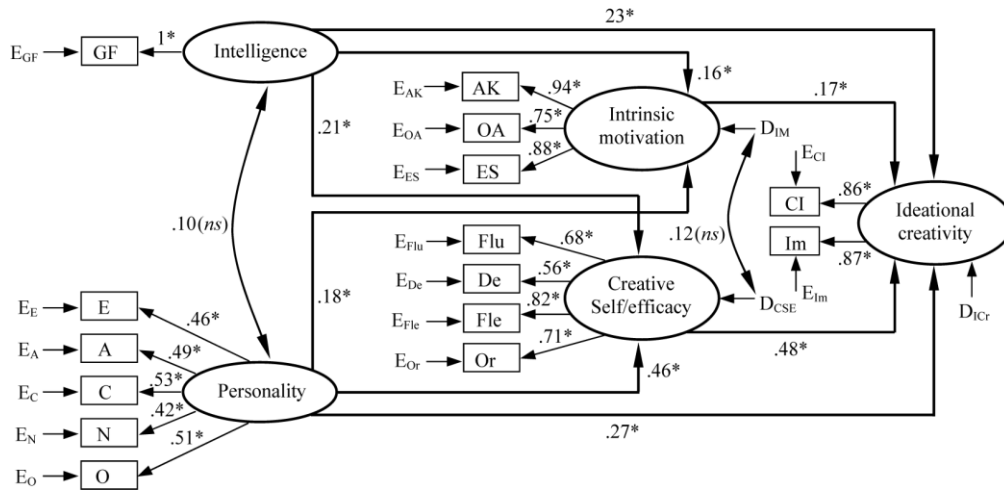 23*
E_GF
GF
1*
Intelligence
.16*
E_AK
AK
.94*
.17*
.21*
E_OA
OA
.75*
Intrinsic
motivation
D_IM
E_ES
ES
.88*
E_CI
CI
.86*
Ideational
creativity
.10(ns)
.12(ns)
E_Flu
Flu
.68*
Im
.87*
E_De
De
.56*
Creative
Self/efficacy
E_Im
.18*
E_Fle
Fle
.82*
D_CSE
D_ICr
E_E
E
.46*
E_Or
Or
.71*
.48*
E_A
A
.49*
.46*
E_C
C
.53*
Personality
E_N
N
.42*
.27*
E_O
O
.51*